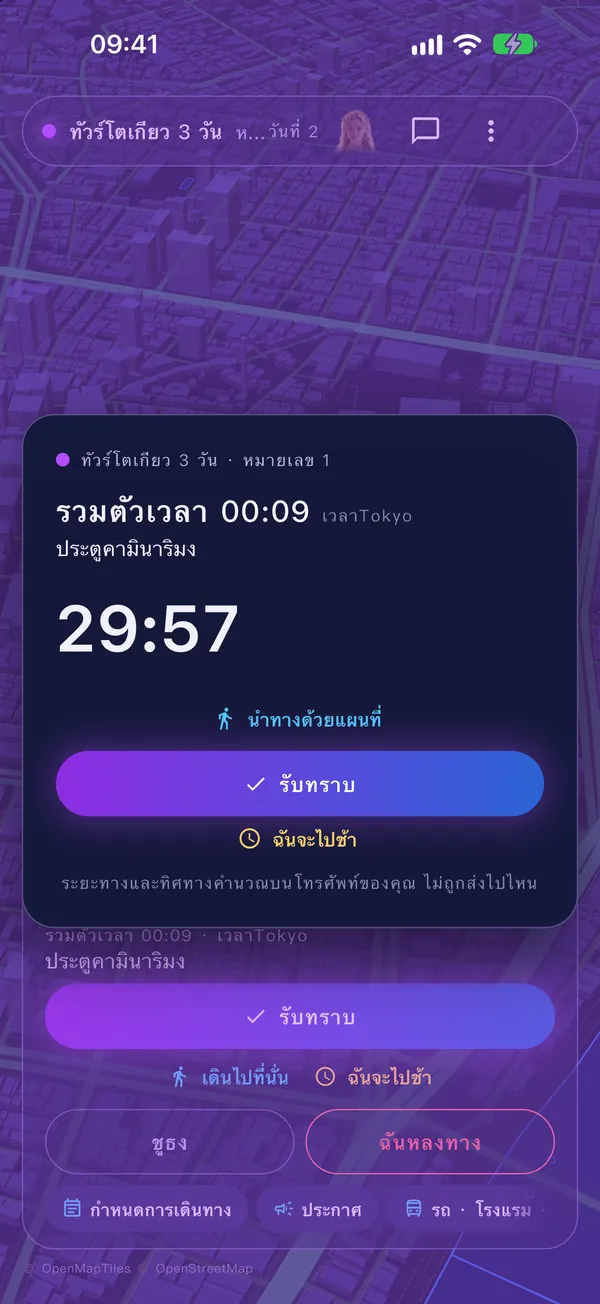 09:41
ทัวร์โตเกียว 3 วัน ห... วันที่ 2
ทัวร์โตเกียว 3 วัน · หมายเลข 1
รวมตัวเวลา 00:09 เวลาTokyo
ประตูคามินาริมง
29:57
นำทางด้วยแผนที่
รับทราบ
ฉันจะไปช้า
ระยะทางและทิศทางคำนวณบนโทรศัพท์ของคุณ ไม่ถูกส่งไปไหน
รวมตัวเวลา 00:09 · เวลาTokyo
ประตูคามินาริมง
รับทราบ
เดินไปที่นั่น ฉันจะไปช้า
ชูธง ฉันหลงทาง
กำหนดการเดินทาง ประกาศ รถ · โรงแรม
© OpenMapTiles © OpenStreetMap